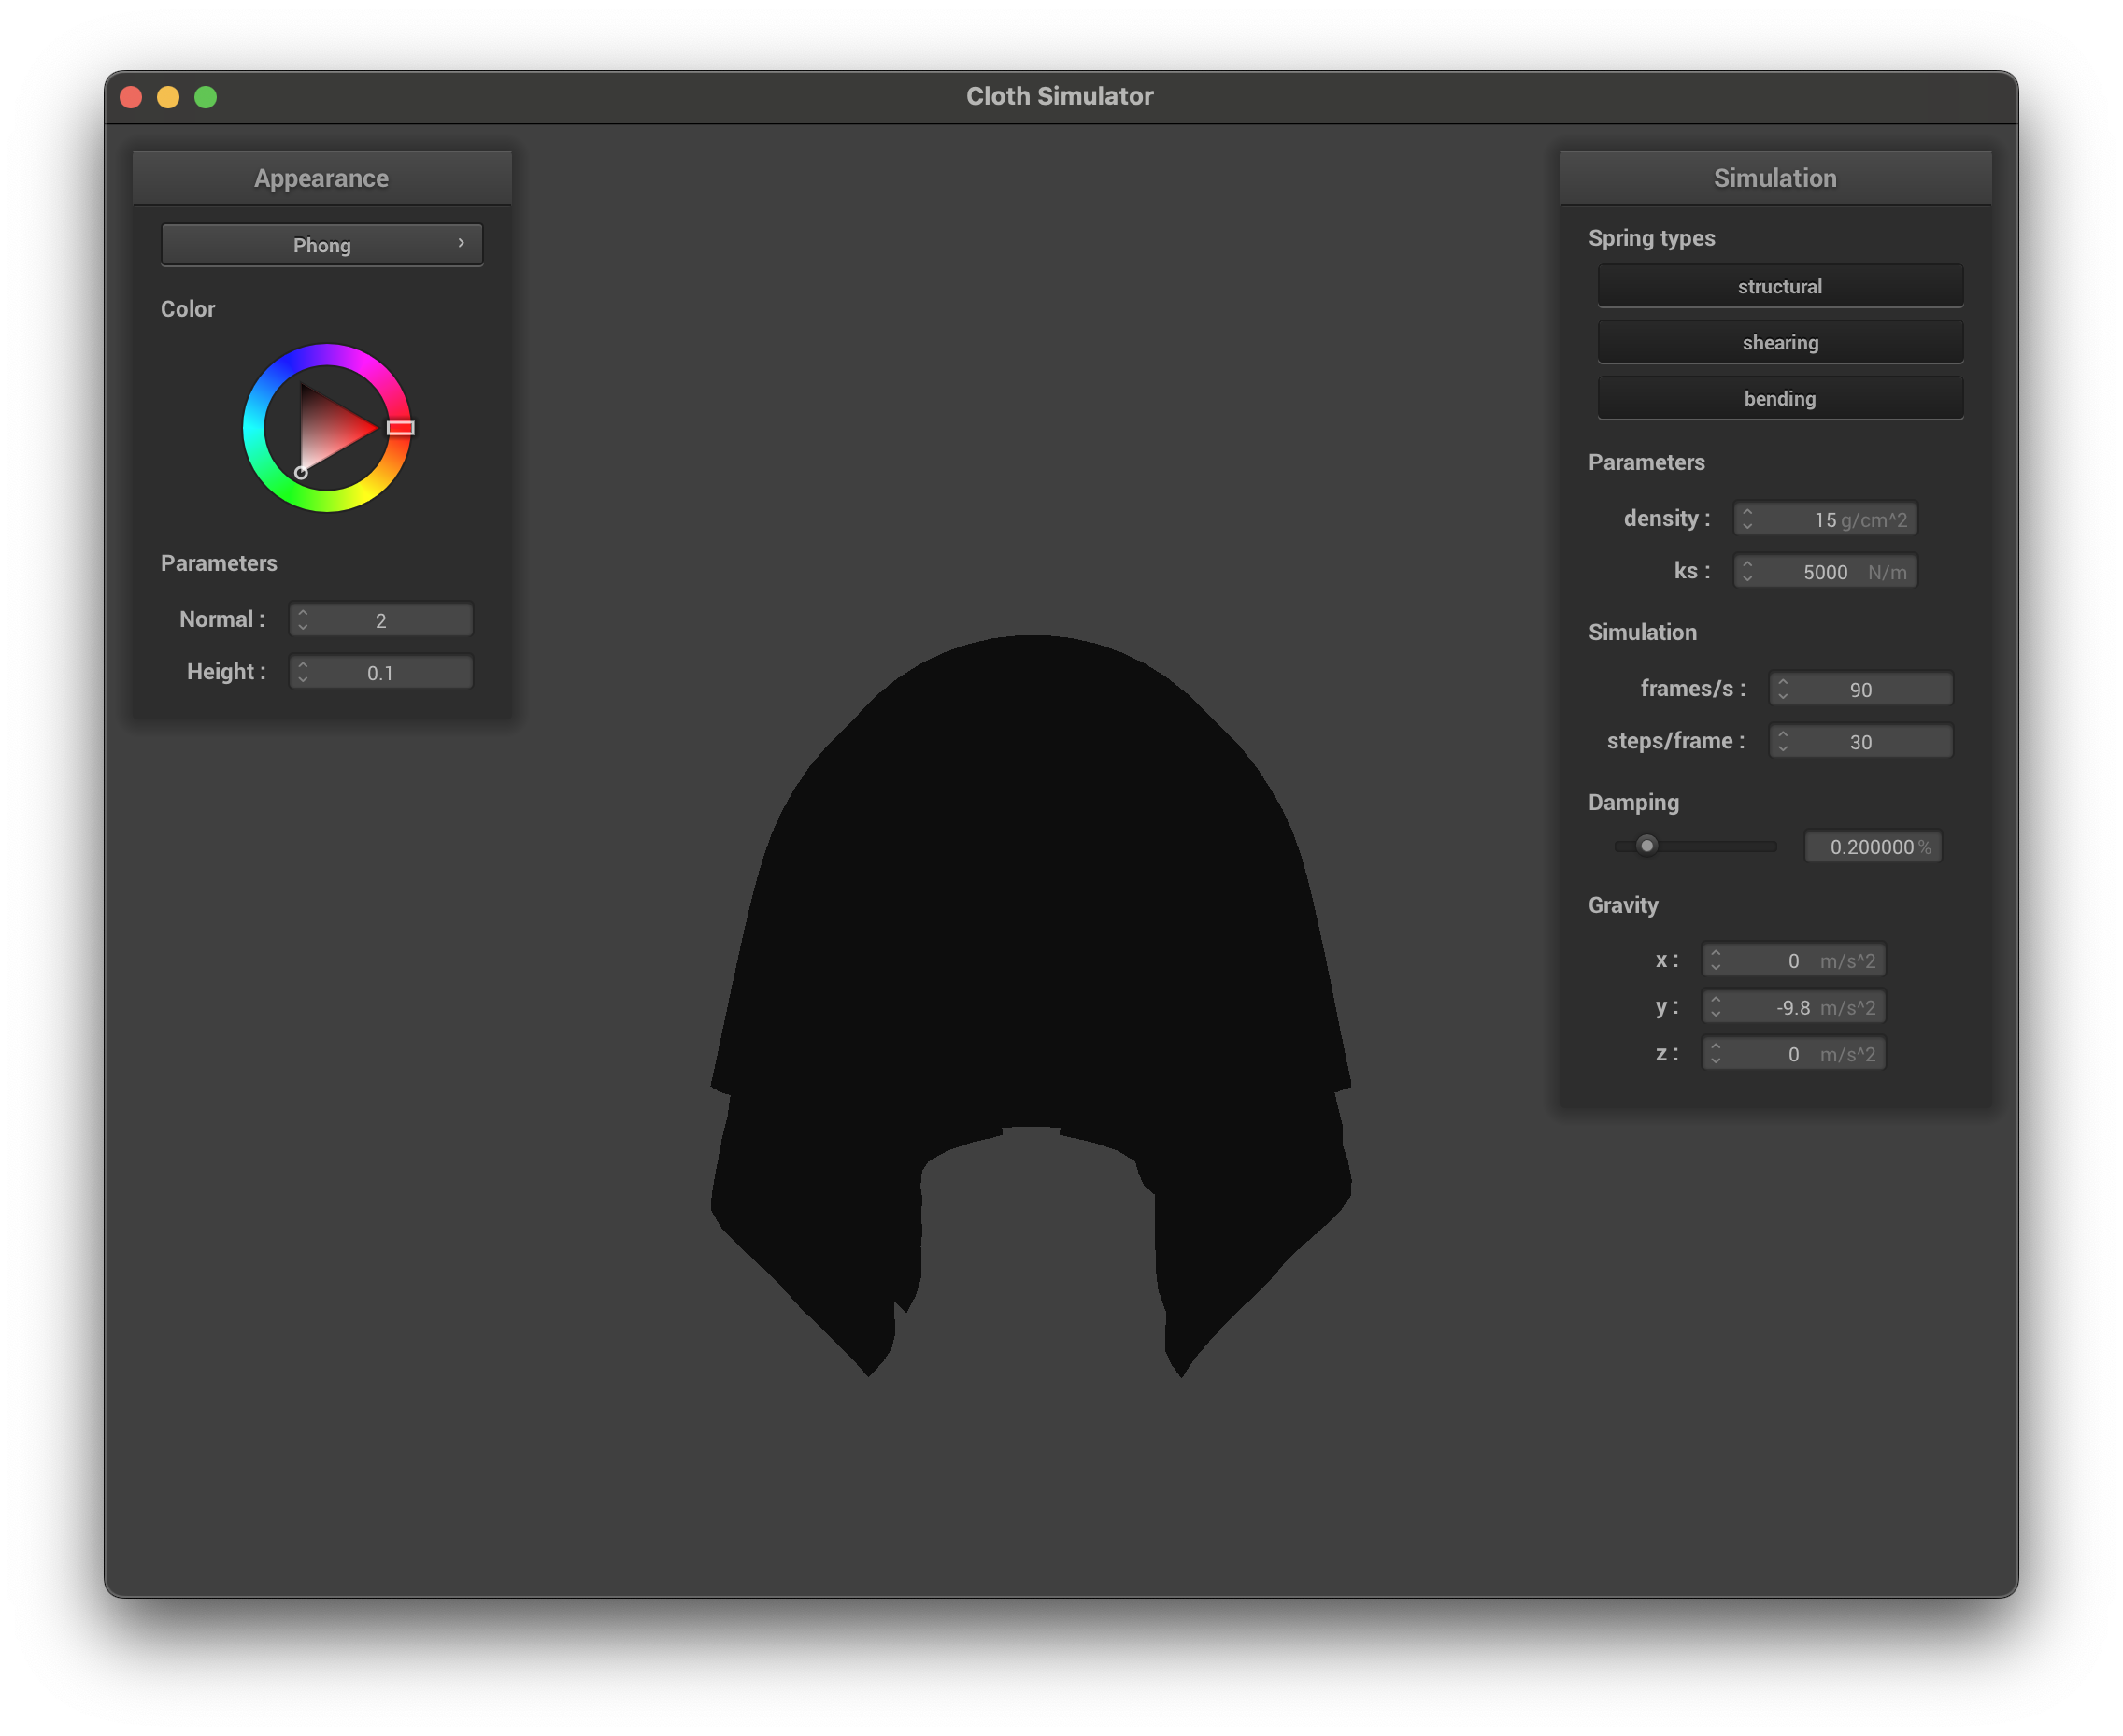 Cloth Simulator
Appearance
Phong
Color
Parameters
Normal : 2
Height : 0.1
Simulation
Spring types
structural
shearing
bending
Parameters
density : 15 g/cm^2
ks : 5000 N/m
Simulation
frames/s : 90
steps/frame : 30
Damping
0.200000 %
Gravity
x : 0 m/s^2
y : -9.8 m/s^2
z : 0 m/s^2